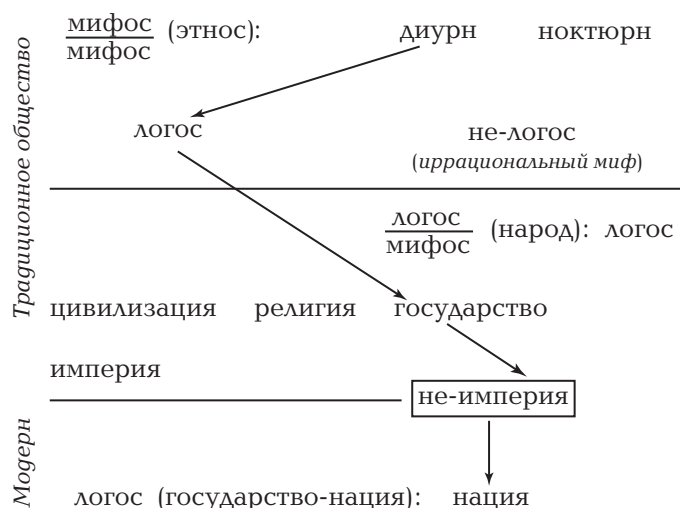 мифос (этнос): диурн ноктюрн
мифос
логос не-логос
(иррациональный миф)
Традиционное общество
логос (народ): логос
мифос
цивилизация религия государство
империя
не-империя
Модерн
логос (государство-нация): нация